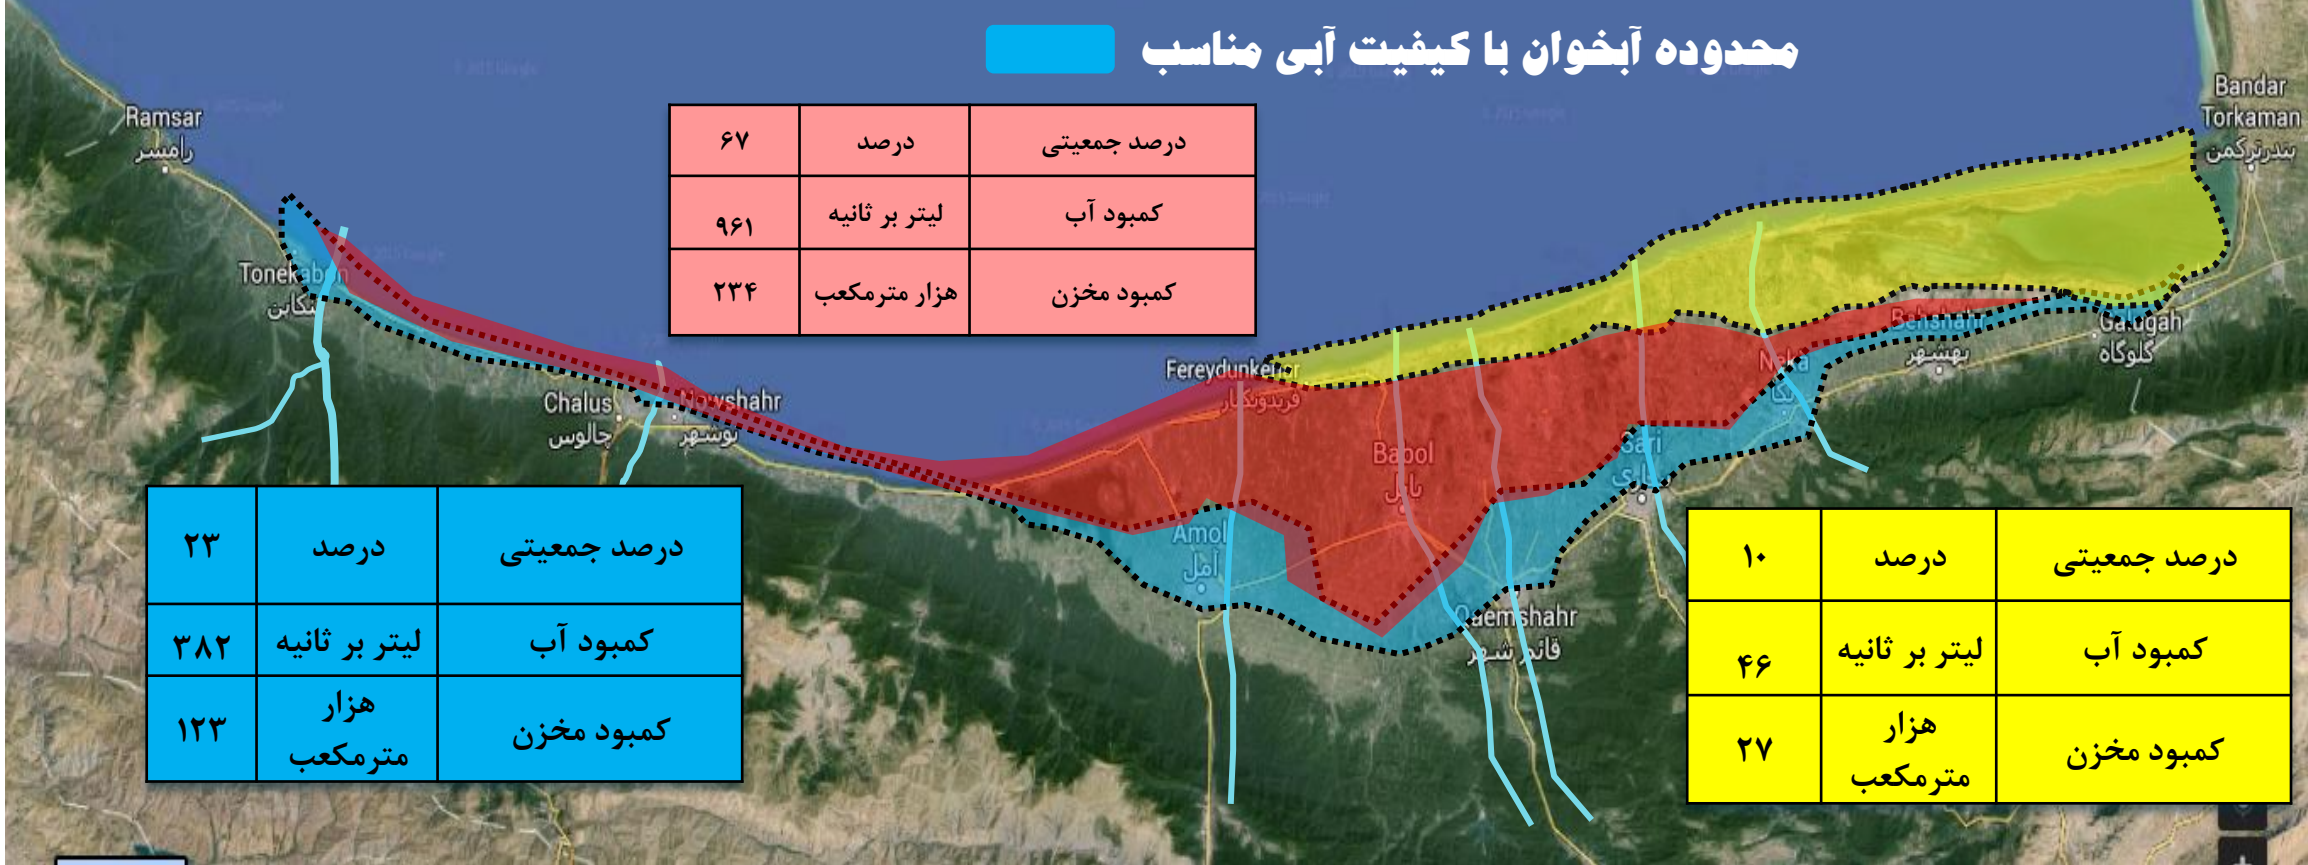 محدوده آبخوان با کیفیت آبی مناسب
Bandar
Torkaman
بندرترکمن
Ramsar
رامسر
درصد جمعیتی درصد ۶۷
کمبود آب لیتر بر ثانیه ۹۶۱
کمبود مخزن هزار مترمکعب ۲۳۴
Tonekabon
تنکابن
Chalus
چالوس
Nowshahr
نوشهر
Fereydunkenar
فریدونکنار
Behshahr
بهشهر
Galugah
گلوگاه
Neka
نکا
Babol
بابل
Sari
ساری
Amol
آمل
Qaemshahr
قائم شهر
درصد جمعیتی درصد ۲۳
کمبود آب لیتر بر ثانیه ۳۸۲
کمبود مخزن هزار
مترمکعب ۱۲۳
درصد جمعیتی درصد ۱۰
کمبود آب لیتر بر ثانیه ۴۶
کمبود مخزن هزار
مترمکعب ۲۷